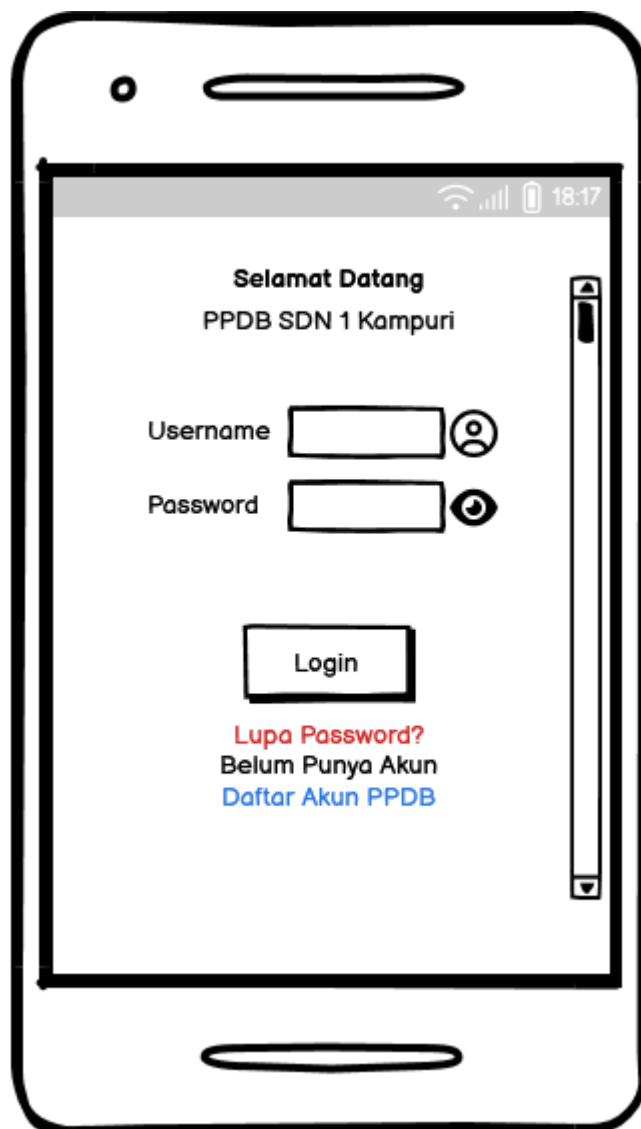 18:17
Selamat Datang
PPDB SDN 1 Kampuri
Username
Password
Login
Lupa Password?
Belum Punya Akun
Daftar Akun PPDB